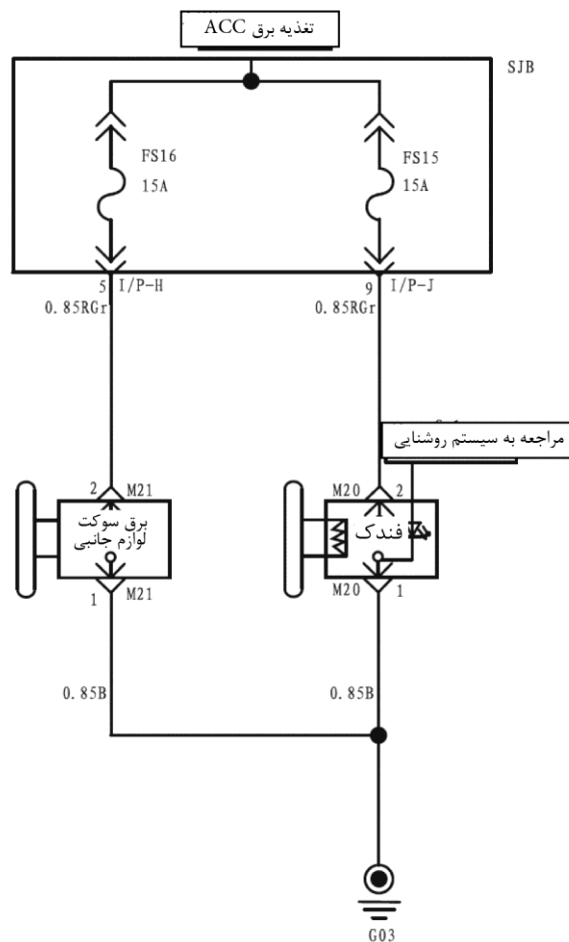 تغذیه برق ACC
SJB
FS16
15A
FS15
15A
5 I/P-H
9 I/P-J
0.85RGr
0.85RGr
مراجعه به سیستم روشنایی
2 M21
M20 2
برق سوکت
لوازم جانبی
فندک
1 M21
M20 1
0.85B
0.85B
G03